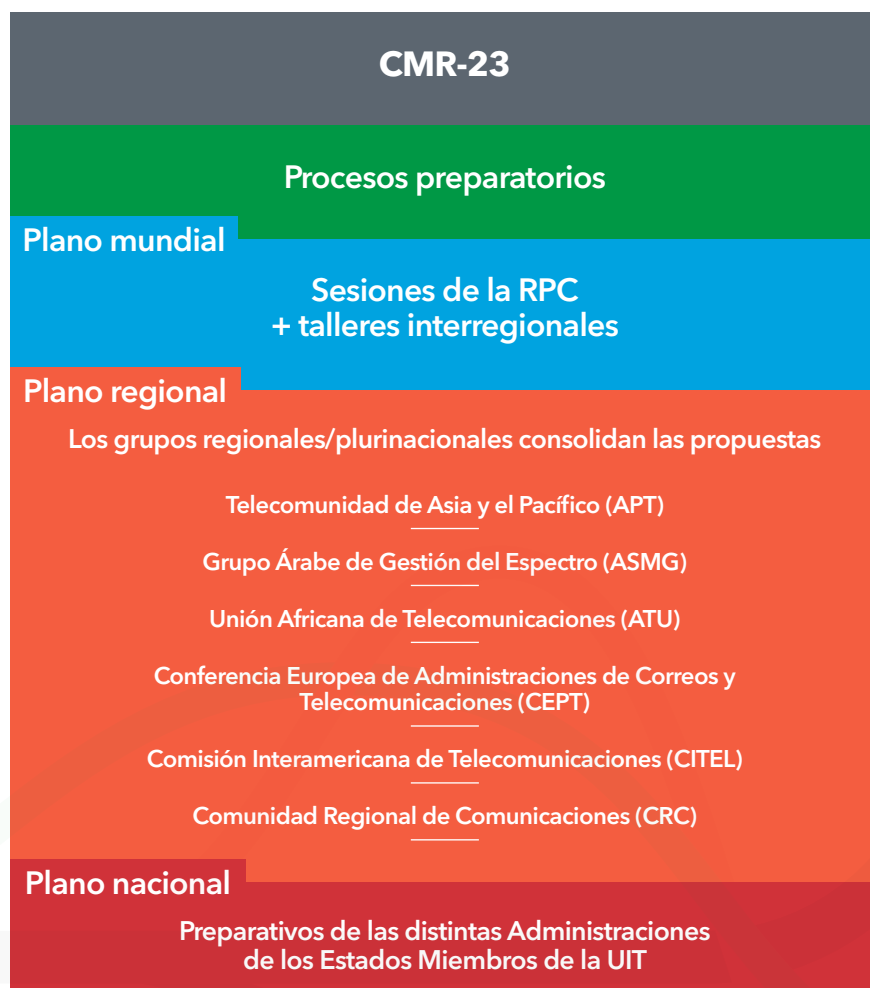 CMR-23
Procesos preparatorios
Plano mundial
Sesiones de la RPC
+ talleres interregionales
Plano regional
Los grupos regionales/plurinacionales consolidan las propuestas
Telecomunidad de Asia y el Pacífico (APT)
Grupo Árabe de Gestión del Espectro (ASMG)
Unión Africana de Telecomunicaciones (ATU)
Conferencia Europea de Administraciones de Correos y
Telecomunicaciones (CEPT)
Comisión Interamericana de Telecomunicaciones (CITEL)
Comunidad Regional de Comunicaciones (CRC)
Plano nacional
Preparativos de las distintas Administraciones
de los Estados Miembros de la UIT